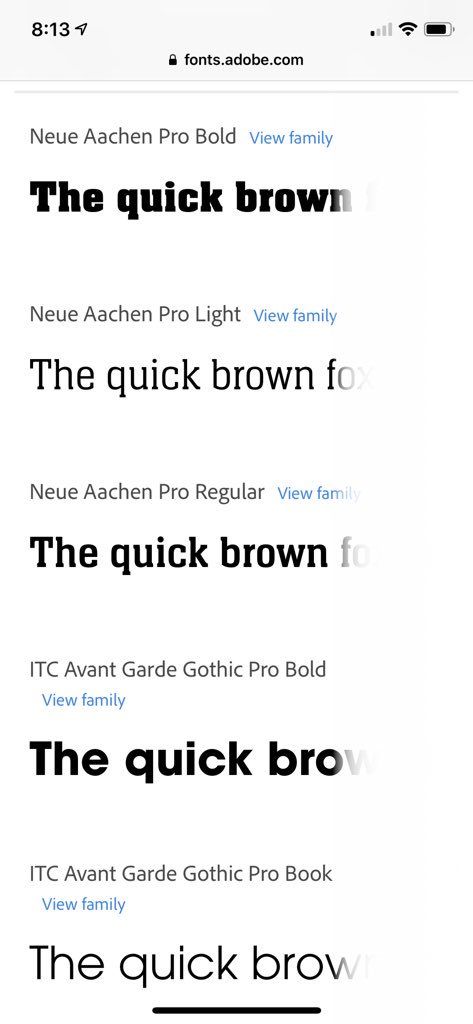 8:13
fonts.adobe.com
Neue Aachen Pro Bold View family
The quick brown f
Neue Aachen Pro Light View family
The quick brown fox
Neue Aachen Pro Regular View family
The quick brown fo
ITC Avant Garde Gothic Pro Bold
View family
The quick brow
ITC Avant Garde Gothic Pro Book
View family
The quick brow